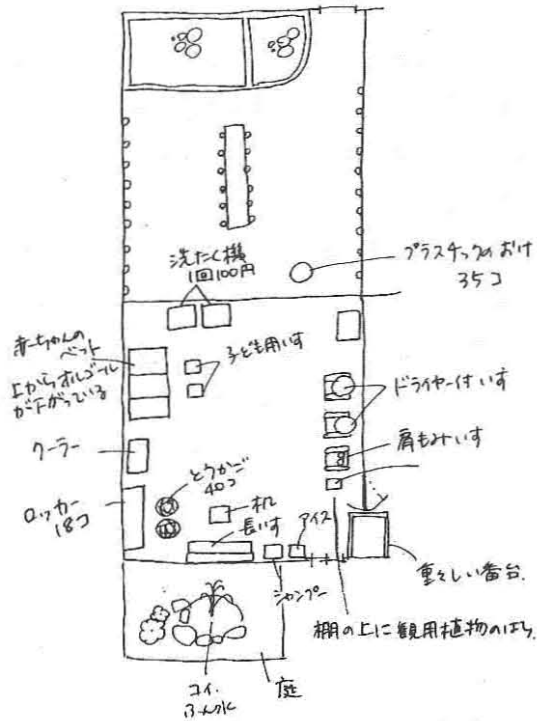 洗たく機
1回100円
プラスチックのおけ
35コ
赤ちゃんの
ベット
上からオルゴール
が下がっている
子ども用いす
ドライヤー付いす
クーラー
肩もみいす
とうかご
40コ
ロッカー
18コ
机
長いす
アイス
シャンプー
重々しい番台.
棚の上に観用植物のはち.
コイ.
ふん水
庭